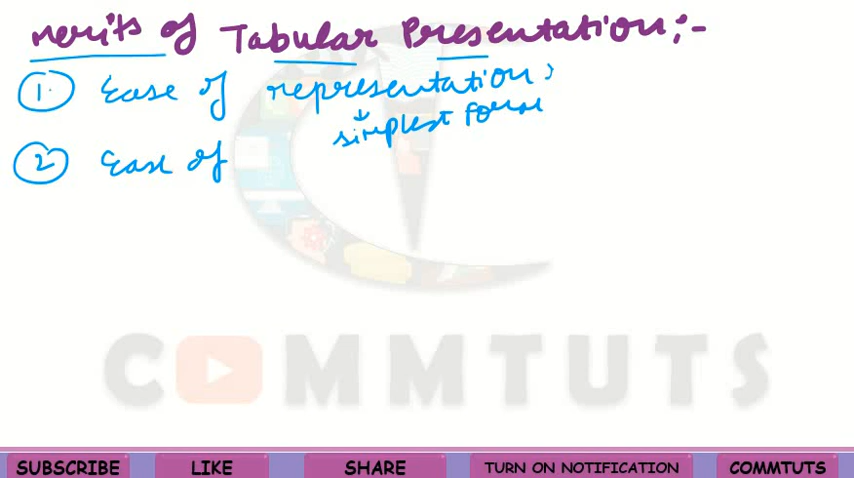 Merits of Tabular Presentation:-
1. Ease of representation:
simplest form
2 Ease of
COMMTUTS
SUBSCRIBE LIKE SHARE TURN ON NOTIFICATION COMMTUTS